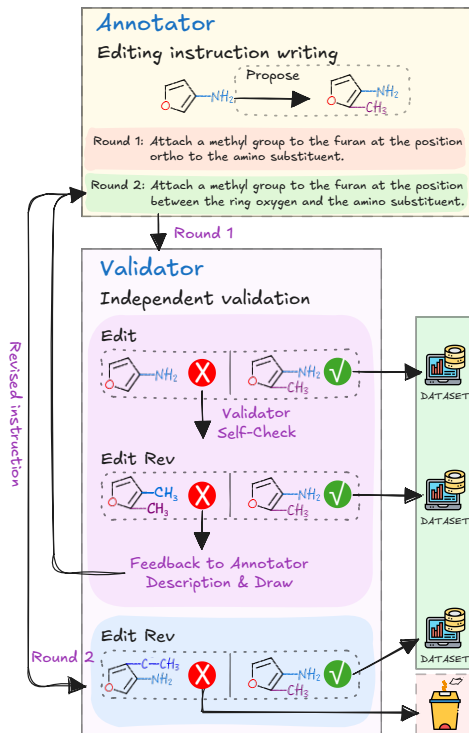 Annotator
Editing instruction writing
Propose
O
NH₂
O
NH₂
CH₃
Round 1: Attach a methyl group to the furan at the position
ortho to the amino substituent.
Round 2: Attach a methyl group to the furan at the position
between the ring oxygen and the amino substituent.
Round 1
Validator
Independent validation
Revised instruction
Edit
O
NH₂
X
O
NH₂
CH₃
√
DATASET
Validator
Self-Check
Edit Rev
O
CH₃
CH₃
X
O
NH₂
CH₃
√
DATASET
Feedback to Annotator
Description & Draw
Round 2
Edit Rev
O
C-CH₃
NH₂
X
O
NH₂
CH₃
√
DATASET